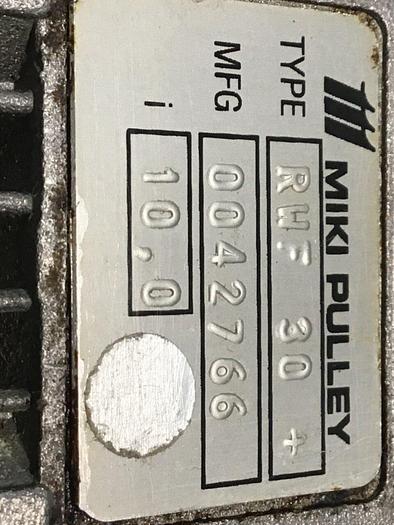 MIKI PULLEY
TYPE RWF 30 +
MFG 0042766
i 10,0